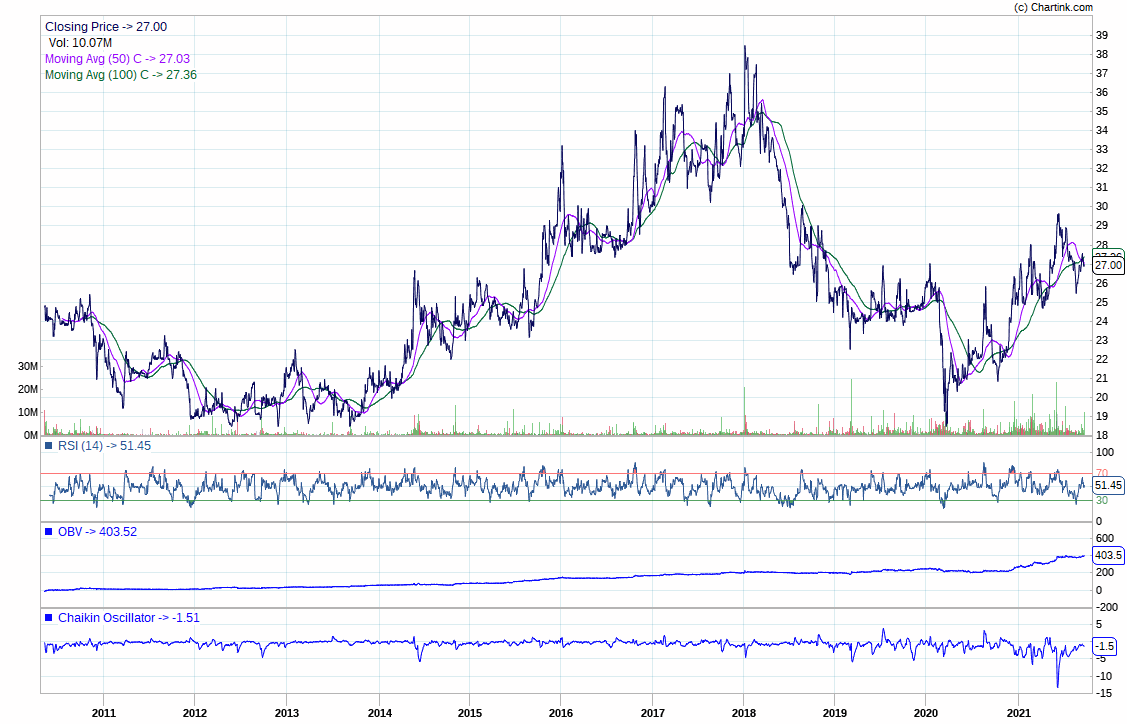 (c) Chartink.com
Closing Price -> 27.00
Vol: 10.07M
Moving Avg (50) C -> 27.03
Moving Avg (100) C -> 27.36
39
38
37
36
35
34
33
32
31
30
29
28
27.00
26
25
24
23
22
21
20
19
18
30M
20M
10M
0M
RSI (14) -> 51.45
100
70
51.45
30
0
OBV -> 403.52
600
403.5
200
0
-200
Chaikin Oscillator -> -1.51
5
-1.5
-5
-10
-15
2011 2012 2013 2014 2015 2016 2017 2018 2019 2020 2021